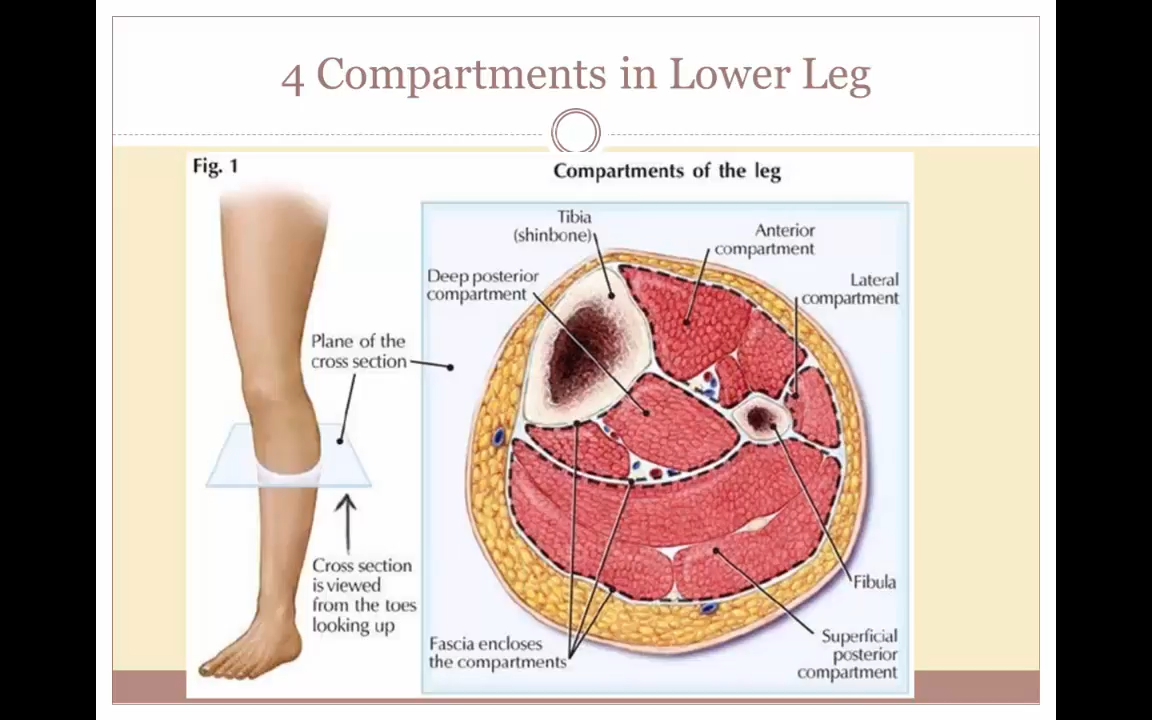 4 Compartments in Lower Leg
Fig. 1
Compartments of the leg
Tibia
(shinbone)
Anterior
compartment
Deep posterior
compartment
Lateral
compartment
Plane of the
cross section
Cross section
is viewed
from the toes
looking up
Fibula
Fascia encloses
the compartments
Superficial
posterior
compartment